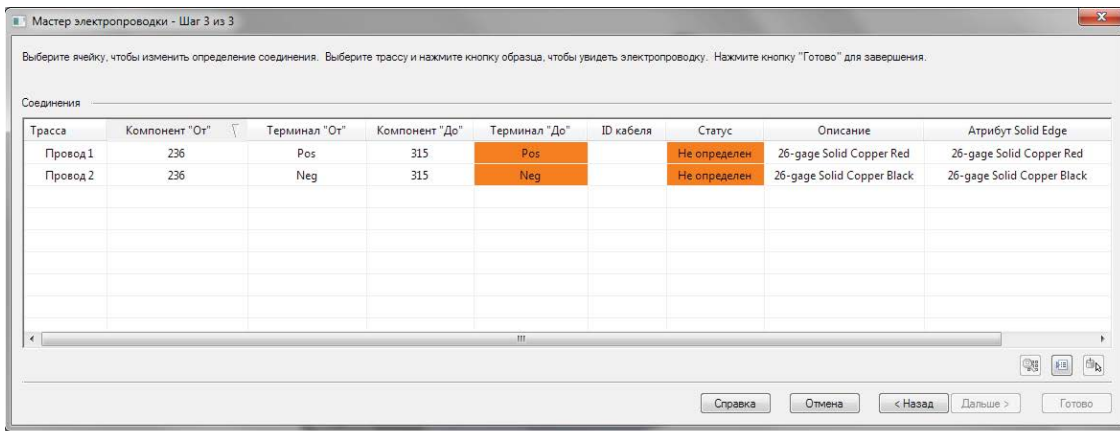 Мастер электропроводки - Шаг 3 из 3
Выберите ячейку, чтобы изменить определение соединения. Выберите трассу и нажмите кнопку образца, чтобы увидеть электропроводку. Нажмите кнопку "Готово" для завершения.
Соединения
Трасса Компонент "От" Терминал "От" Компонент "До" Терминал "До" ID кабеля Статус Описание Атрибут Solid Edge
Провод 1 236 Pos 315 Pos Не определен 26-gage Solid Copper Red 26-gage Solid Copper Red
Провод 2 236 Neg 315 Neg Не определен 26-gage Solid Copper Black 26-gage Solid Copper Black
Справка Отмена < Назад Дальше > Готово